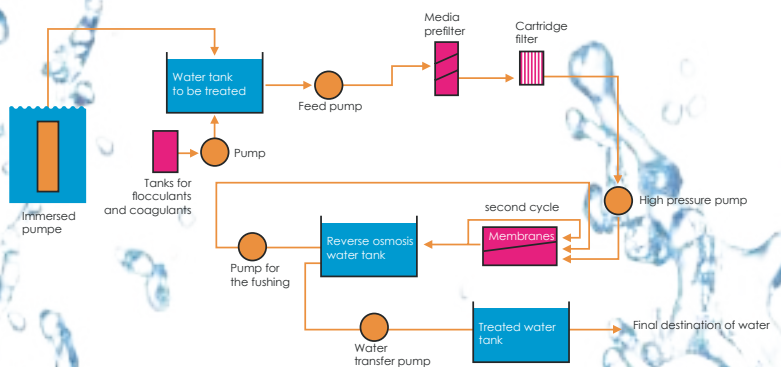 Media
prefilter
Cartridge
filter
Water tank
to be treated
Feed pump
Pump
Tanks for
flocculants
and coagulants
Immersed
pumpe
High pressure pump
second cycle
Membranes
Reverse osmosis
water tank
Pump for
the fushing
Water
transfer pump
Treated water
tank
Final destination of water